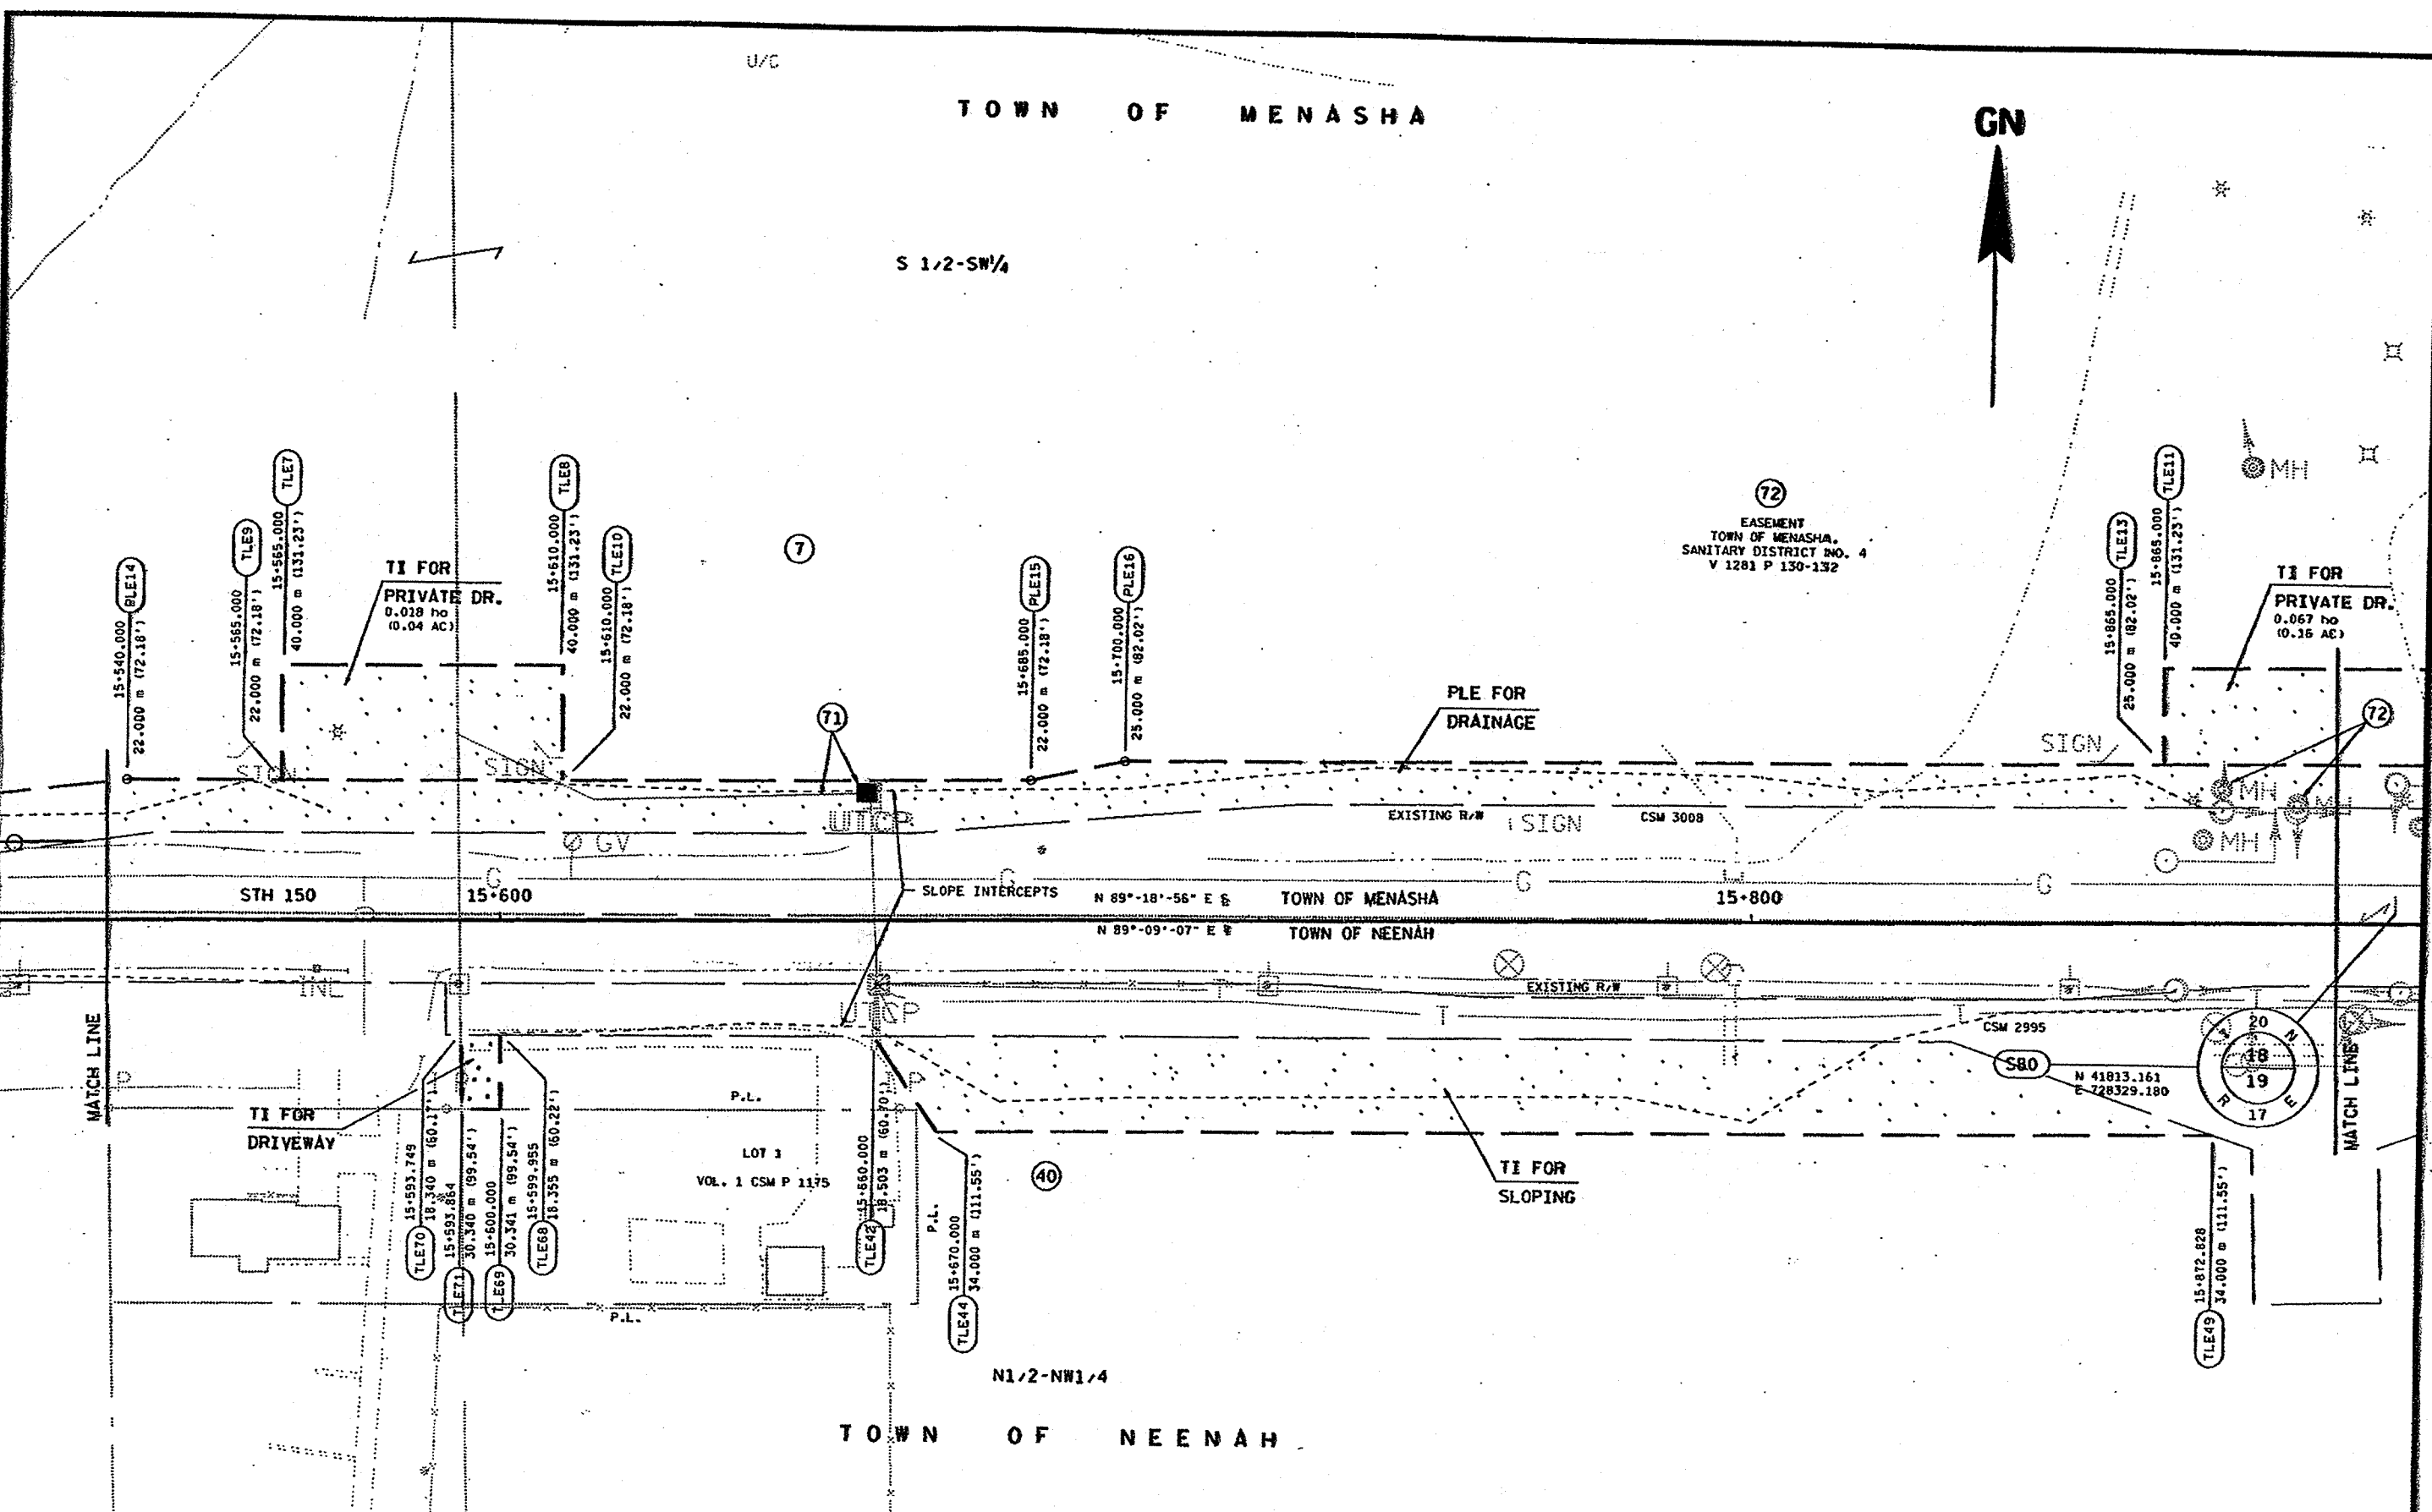 U/C
TOWN OF MENASHA
GN
S 1/2-SW1/4
TLE7
15+565.000
40.000 m (131.23')
TLE9
15+565.000
22.000 m (72.18')
TLE8
15+610.000
40.000 m (131.23')
TLE10
15+610.000
22.000 m (72.18')
15+540.000
22.000 m (72.18')
TI FOR
PRIVATE DR.
0.018 ha
(0.04 AC)
7
PLE15
15+685.000
22.000 m (72.18')
PLE16
15+700.000
25.000 m (82.02')
72
EASEMENT
TOWN OF MENASHA.
SANITARY DISTRICT NO. 4
V 1281 P 130-132
TLE13
15+865.000
25.000 m (82.02')
TLE11
15+865.000
40.000 m (131.23')
MH
TI FOR
PRIVATE DR.
0.067 ha
(0.16 AC)
71
72
PLE FOR
DRAINAGE
SIGN
SIGN
SIGN
MH
MH
UTCP
EXISTING R/W
SIGN
CSM 3008
GV
MH
G
G
G
G
STH 150
15+600
SLOPE INTERCEPTS
N 89°-18'-56" E
TOWN OF MENASHA
15+800
N 89°-09'-07" E
TOWN OF NEENAH
INL
EXISTING R/W
UTCP
T
T
T
CSM 2995
MATCH LINE
P
P
TI FOR
DRIVEWAY
P.L.
S80
N 41813.161
E 728329.180
20
T
N
18
19
R
E
17
MATCH LINE
LOT 1
VOL. 1 CSM P 1175
40
TI FOR
SLOPING
TLE70
15+593.749
18.340 m (60.17')
TLE71
15+593.864
30.340 m (99.54')
TLE69
15+600.000
30.341 m (99.54')
TLE68
15+599.955
18.355 m (60.22')
TLE42
15+660.000
18.503 m (60.70')
P.L.
TLE44
15+670.000
34.000 m (111.55')
TLE49
15+872.828
34.000 m (111.55')
P.L.
N1/2-NW1/4
TOWN OF NEENAH